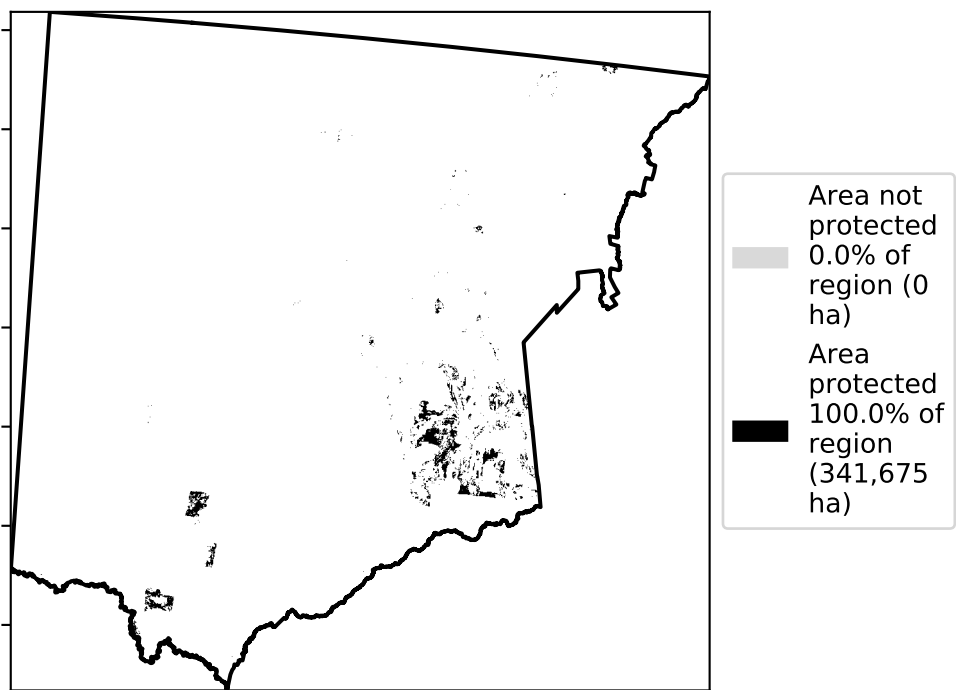 Area not
protected
0.0% of
region (0
ha)
Area
protected
100.0% of
region
(341,675
ha)